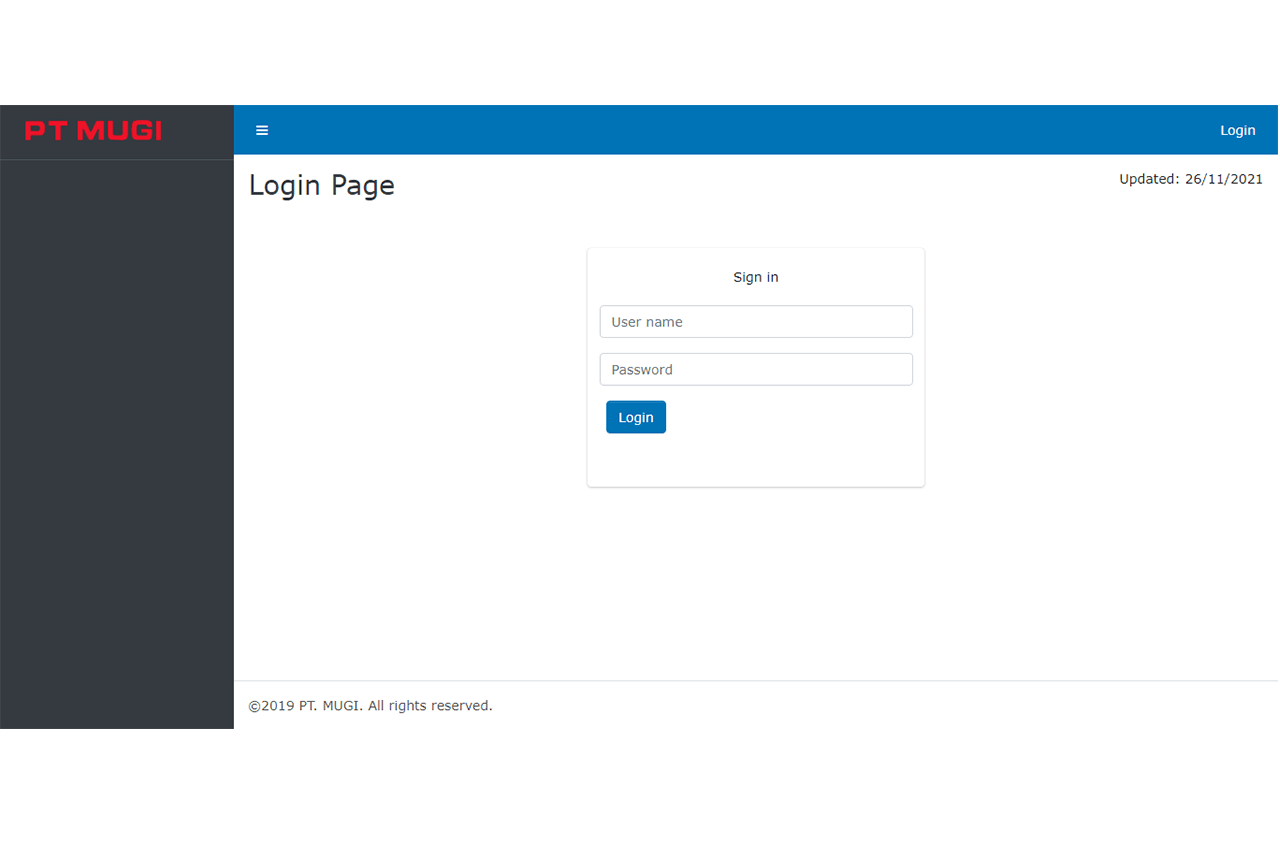 PT MUGI
Login
Login Page
Updated: 26/11/2021
Sign in
User name
Password
Login
©2019 PT. MUGI. All rights reserved.